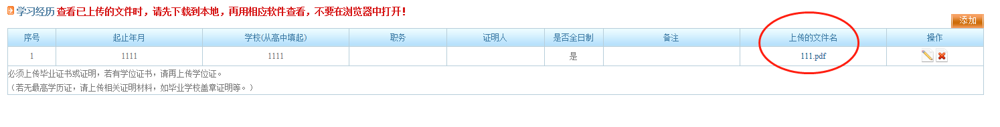 学习经历 查看已上传的文件时，请先下载到本地，再用相应软件查看，不要在浏览器中打开！
添加
序号 起止年月 学校(从高中填起) 职务 证明人 是否全日制 备注 上传的文件名 操作
1 1111 1111 是 111.pdf
必须上传毕业证书或证明，若有学位证书，请再上传学位证。
（若无最高学历证，请上传相关证明材料，如毕业学校盖章证明等。）